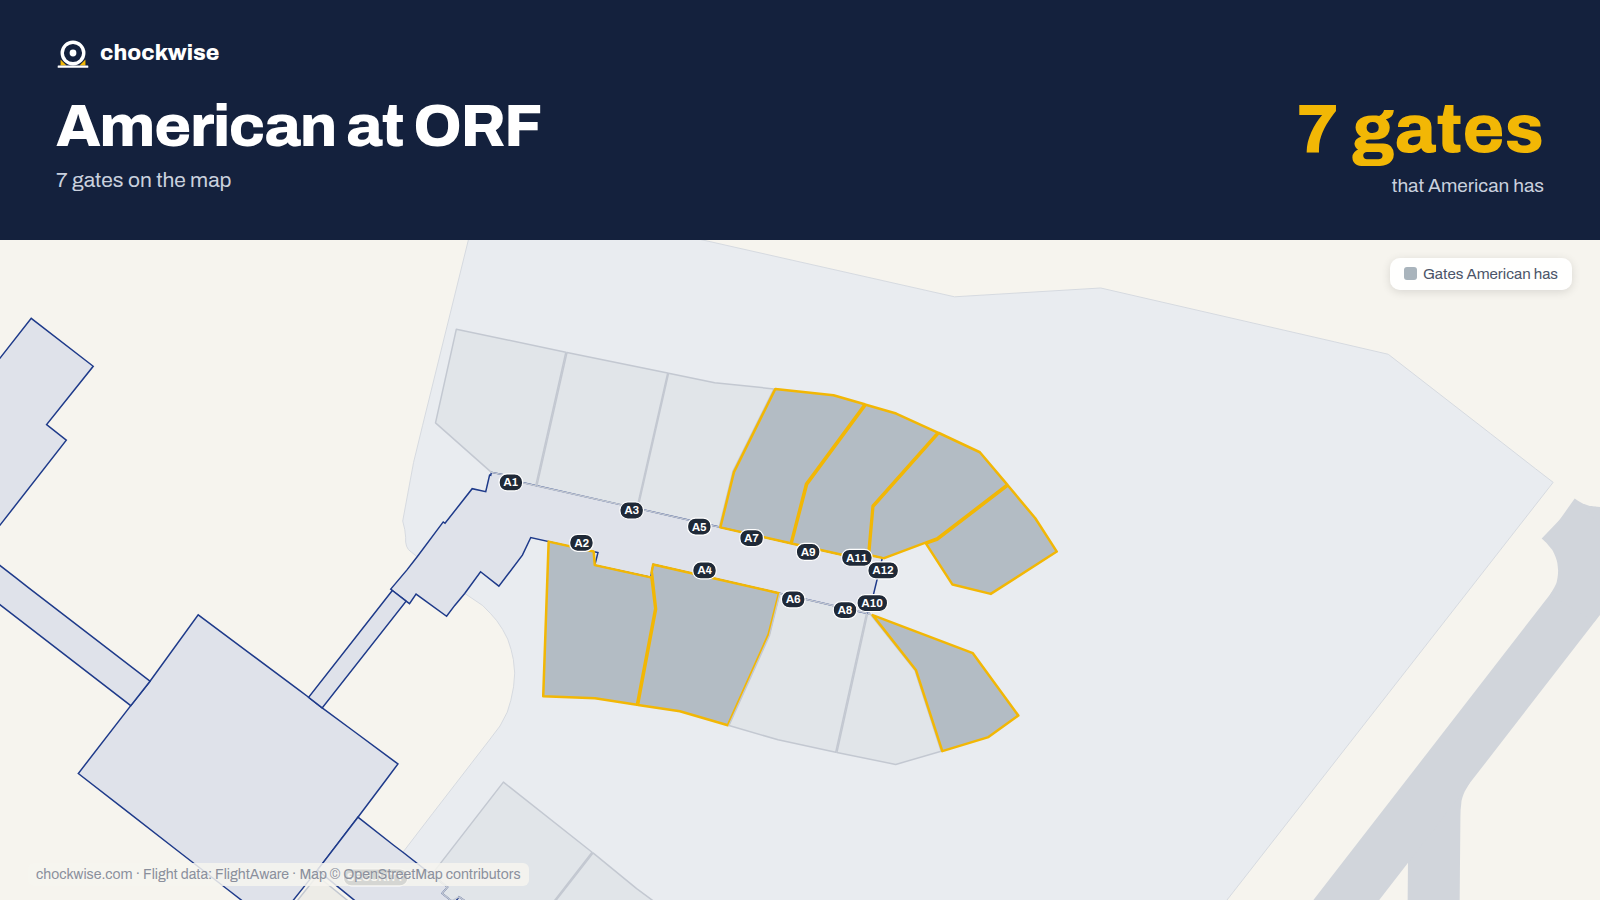 chockwise
American at ORF
7 gates on the map
7 gates
that American has
Gates American has
A1
A3
A5
A7
A9
A11
A12
A2
A4
A6
A8
A10
chockwise.com · Flight data: FlightAware · Map © OpenStreetMap contributors